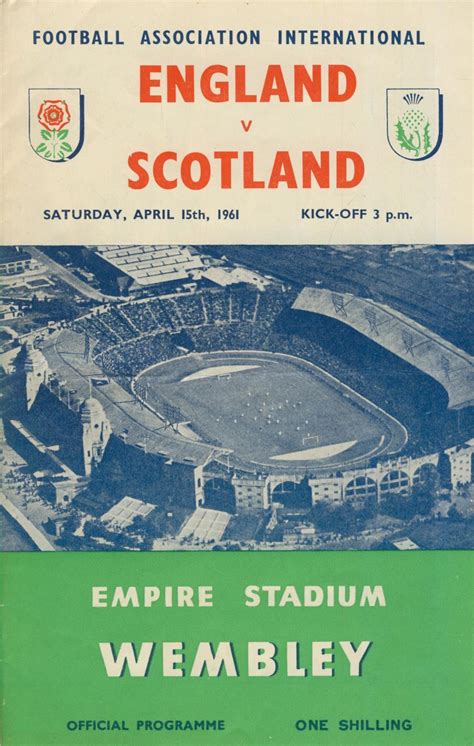 FOOTBALL ASSOCIATION INTERNATIONAL
ENGLAND
v
SCOTLAND
SATURDAY, APRIL 15th, 1961 KICK-OFF 3 p.m.
EMPIRE STADIUM
WEMBLEY
OFFICIAL PROGRAMME ONE SHILLING